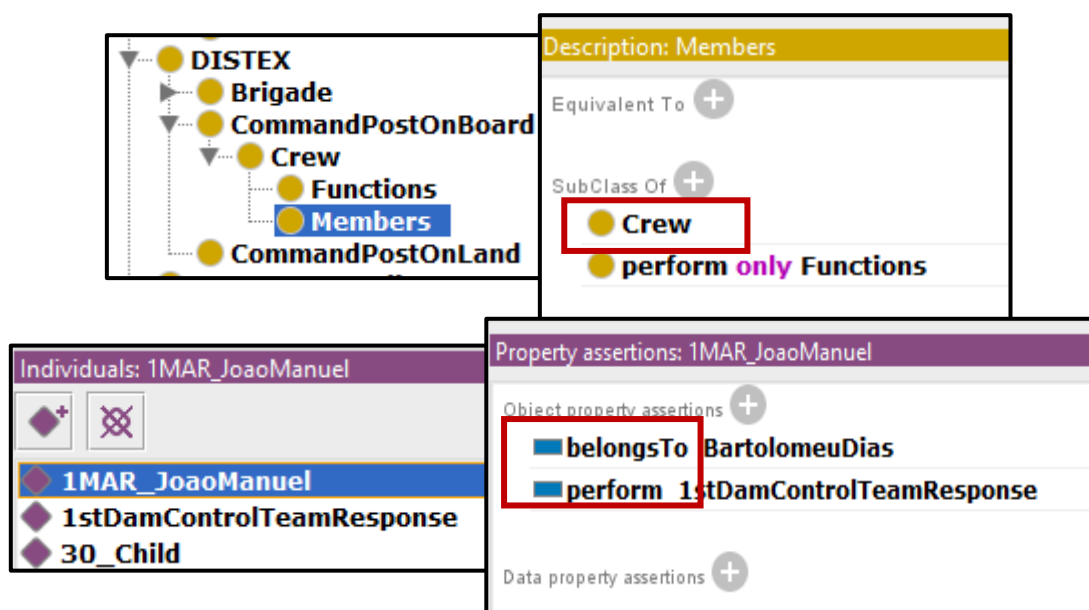 DISTEX
Brigade
CommandPostOnBoard
Crew
Functions
Members
CommandPostOnLand
Description: Members
Equivalent To
SubClass Of
Crew
perform only Functions
Individuals: 1MAR_JoaoManuel
1MAR_JoaoManuel
1stDamControlTeamResponse
30_Child
Property assertions: 1MAR_JoaoManuel
Object property assertions
belongsTo BartolomeuDias
perform 1stDamControlTeamResponse
Data property assertions